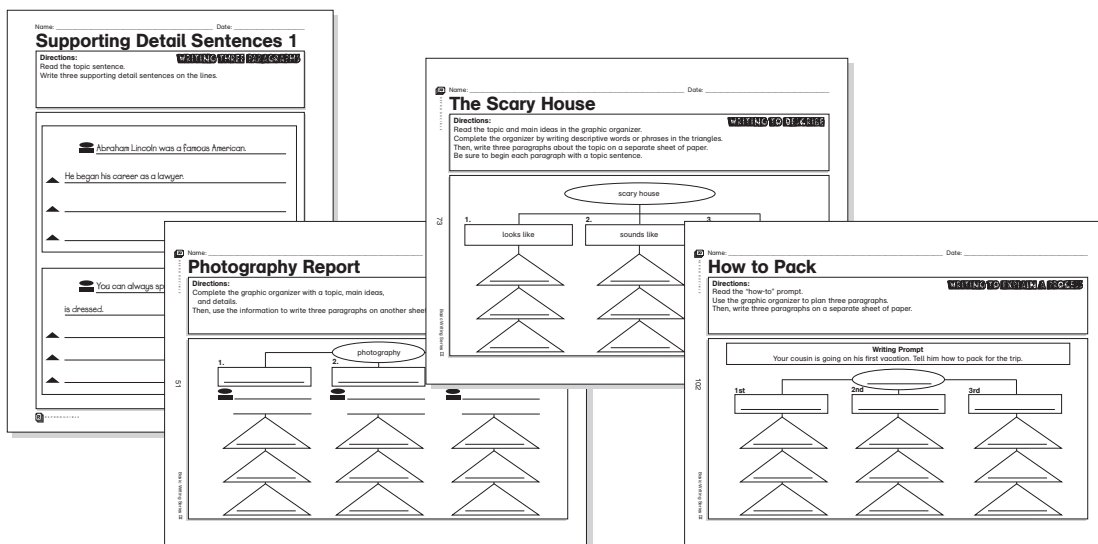 Name: Date:
Supporting Detail Sentences 1
Directions:
WRITING THREE PARAGRAPHS
Read the topic sentence.
Write three supporting detail sentences on the lines.
Abraham Lincoln was a famous American.
He began his career as a lawyer.
You can always sp
is dressed.
Name: Date:
The Scary House
Directions:
WRITING TO DESCRIBE
Read the topic and main ideas in the graphic organizer.
Complete the organizer by writing descriptive words or phrases in the triangles.
Then, write three paragraphs about the topic on a separate sheet of paper.
Be sure to begin each paragraph with a topic sentence.
scary house
1. 2. 3.
looks like sounds like
73
Name:
Photography Report
Directions:
Complete the graphic organizer with a topic, main ideas,
and details.
Then, use the information to write three paragraphs on another sheet
photography
1. 2.
51
Name: Date:
How to Pack
Directions:
WRITING TO EXPLAIN A PROCESS
Read the “how-to” prompt.
Use the graphic organizer to plan three paragraphs.
Then, write three paragraphs on a separate sheet of paper.
Writing Prompt
Your cousin is going on his first vacation. Tell him how to pack for the trip.
1st 2nd 3rd
102